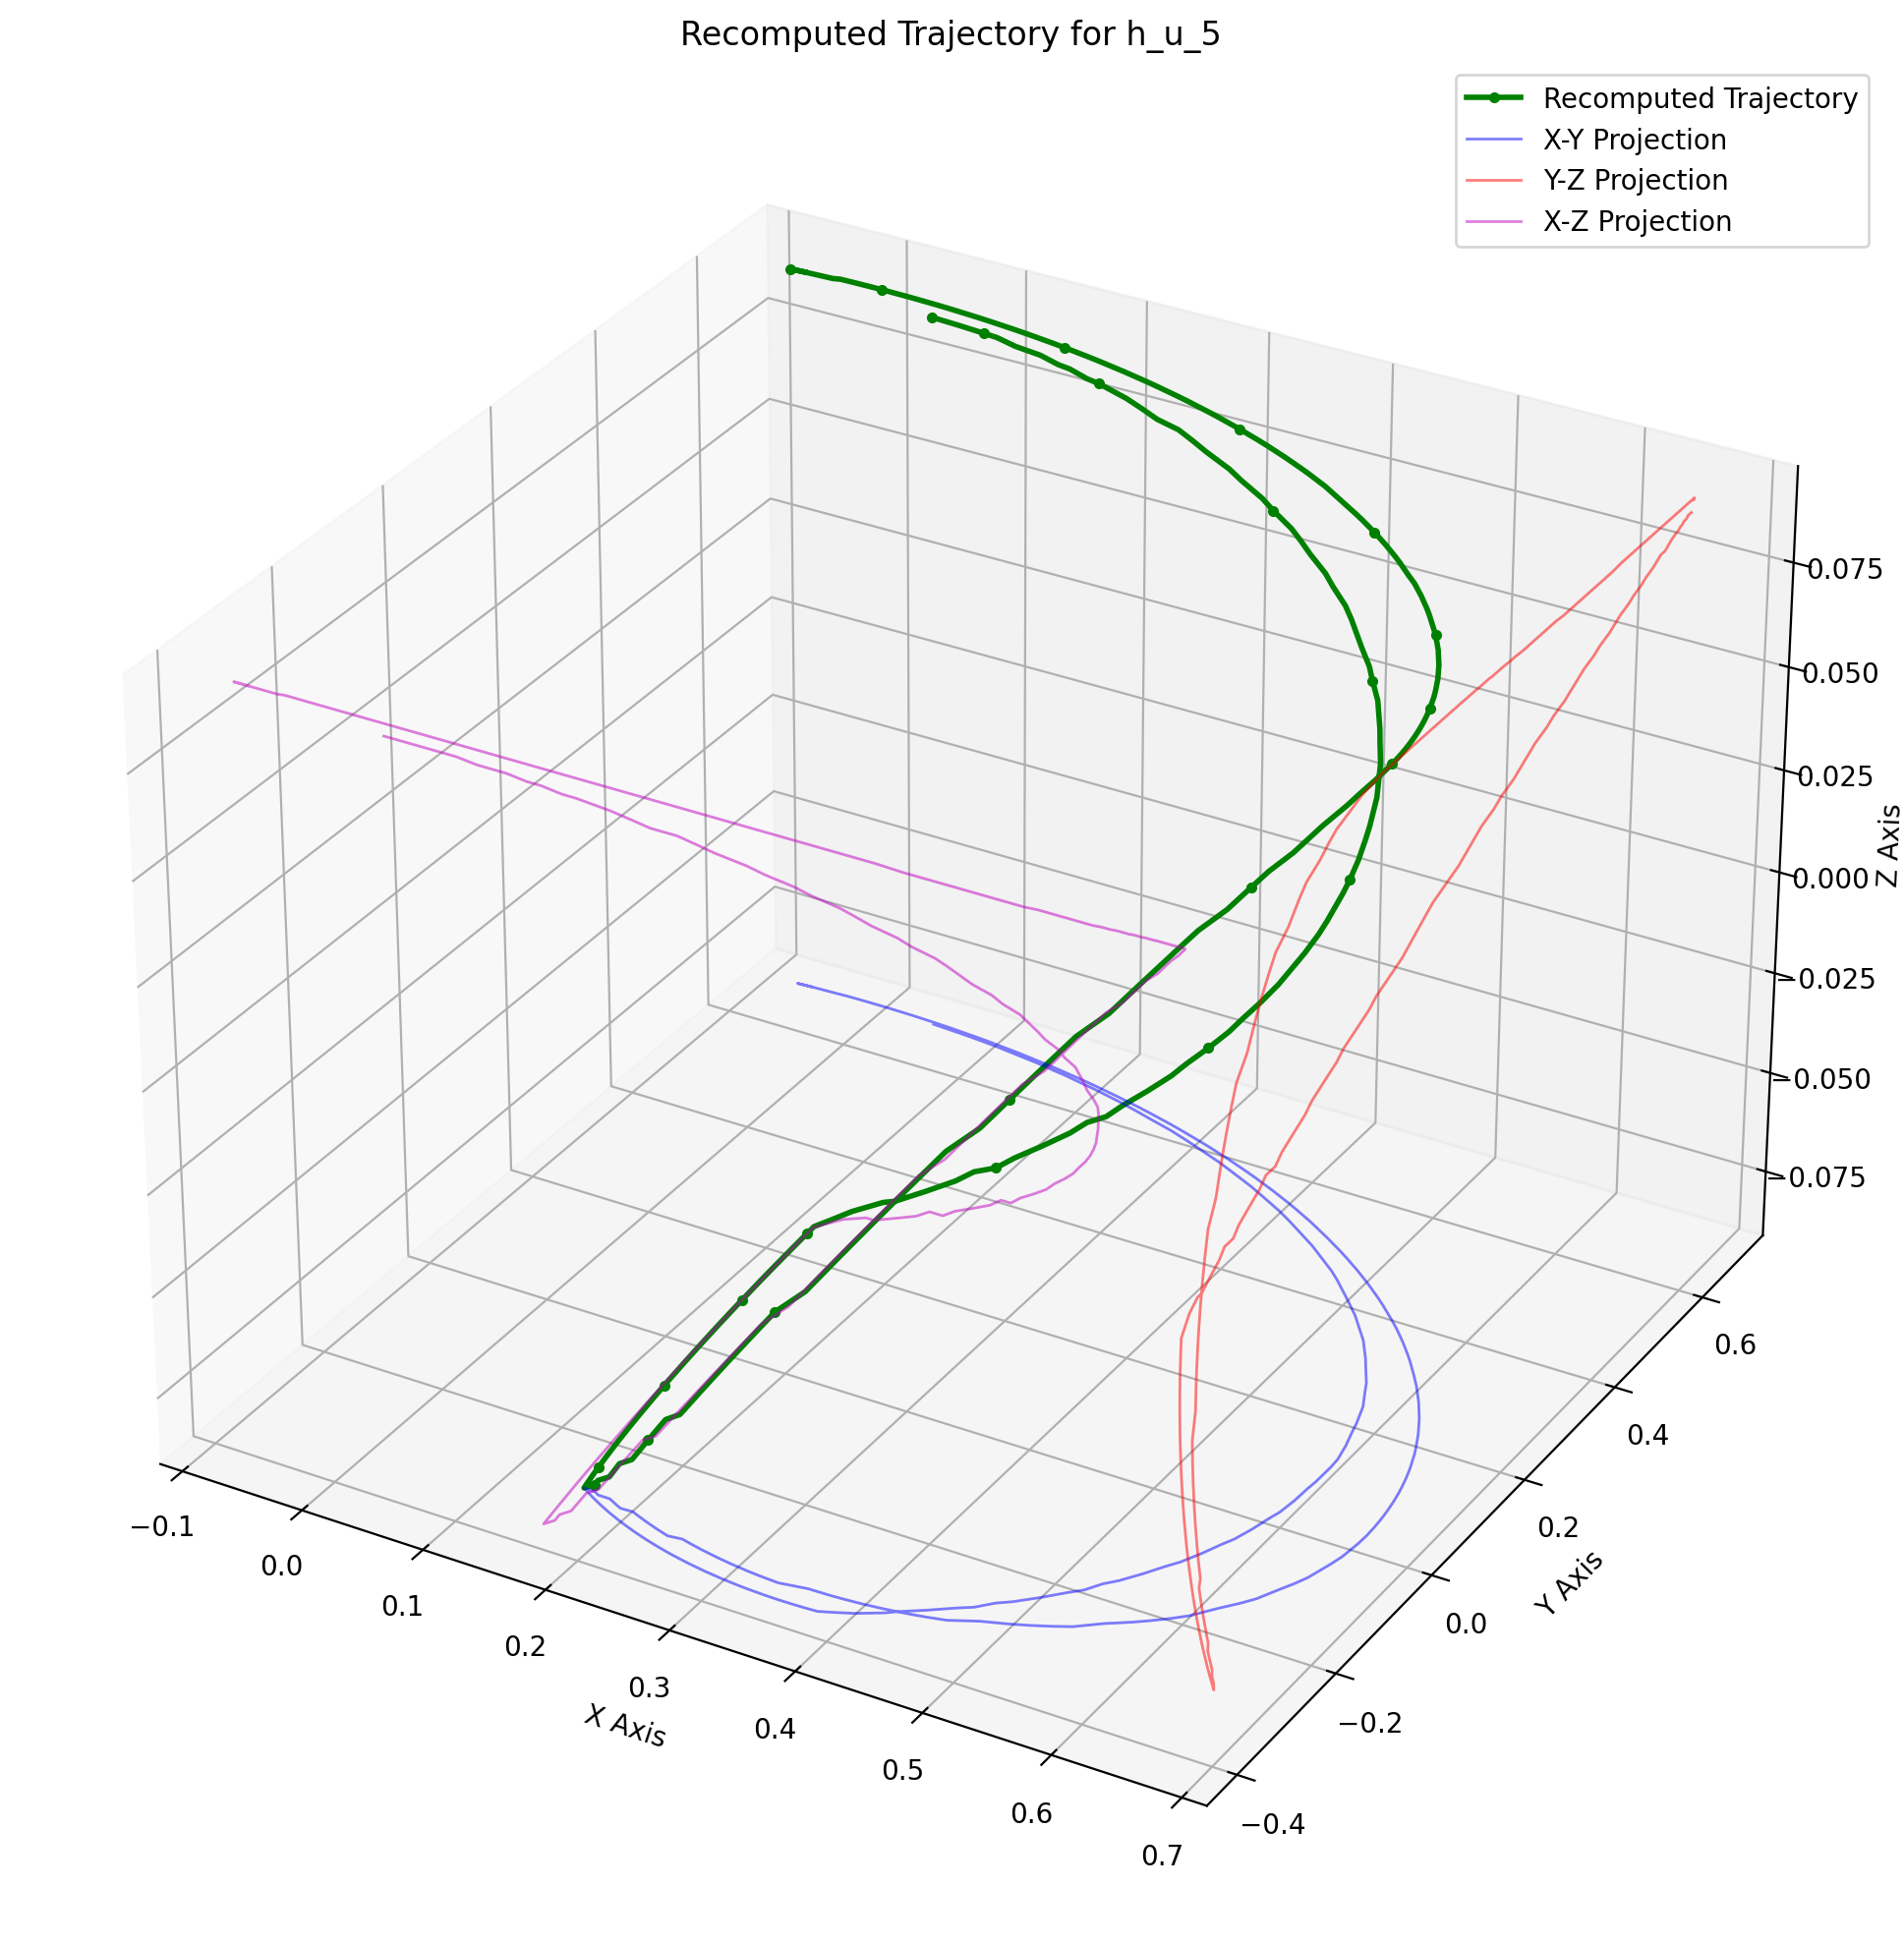 Recomputed Trajectory for h_u_5
Recomputed Trajectory
X-Y Projection
Y-Z Projection
X-Z Projection
0.075
0.050
0.025
0.000
−0.025
−0.050
−0.075
Z Axis
0.6
0.4
0.2
0.0
−0.2
−0.4
Y Axis
−0.1
0.0
0.1
0.2
0.3
0.4
0.5
0.6
0.7
X Axis